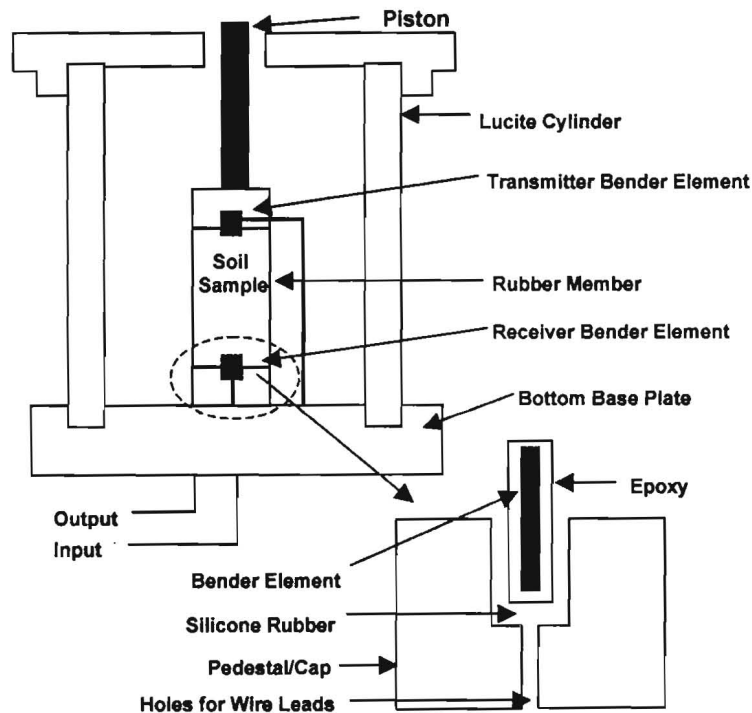 Piston
Lucite Cylinder
Transmitter Bender Element
Soil
Sample
Rubber Member
Receiver Bender Element
Bottom Base Plate
Epoxy
Output
Input
Bender Element
Silicone Rubber
Pedestal/Cap
Holes for Wire Leads